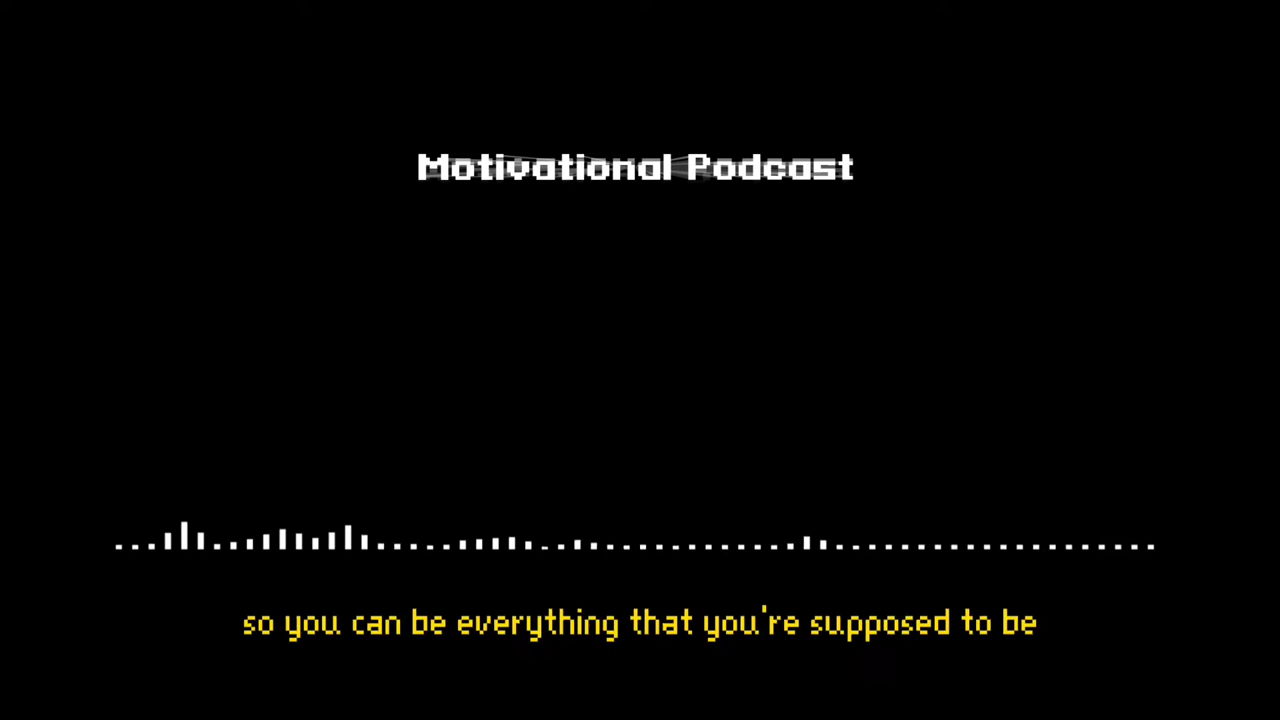 Motivational Podcast
so you can be everything that you're supposed to be